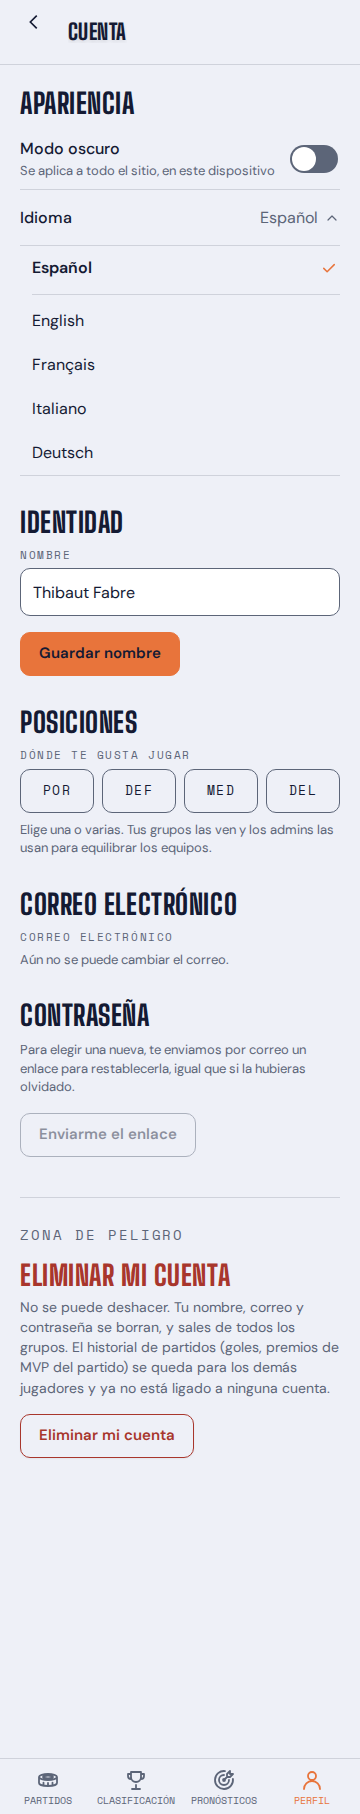 CUENTA
APARIENCIA
Modo oscuro
Se aplica a todo el sitio, en este dispositivo
Idioma
Español
Español
English
Français
Italiano
Deutsch
IDENTIDAD
NOMBRE
Thibaut Fabre
Guardar nombre
POSICIONES
DÓNDE TE GUSTA JUGAR
POR
DEF
MED
DEL
Elige una o varias. Tus grupos las ven y los admins las
usan para equilibrar los equipos.
CORREO ELECTRÓNICO
CORREO ELECTRÓNICO
Aún no se puede cambiar el correo.
CONTRASEÑA
Para elegir una nueva, te enviamos por correo un
enlace para restablecerla, igual que si la hubieras
olvidado.
Enviarme el enlace
ZONA DE PELIGRO
ELIMINAR MI CUENTA
No se puede deshacer. Tu nombre, correo y
contraseña se borran, y sales de todos los
grupos. El historial de partidos (goles, premios de
MVP del partido) se queda para los demás
jugadores y ya no está ligado a ninguna cuenta.
Eliminar mi cuenta
PARTIDOS
CLASIFICACIÓN
PRONÓSTICOS
PERFIL